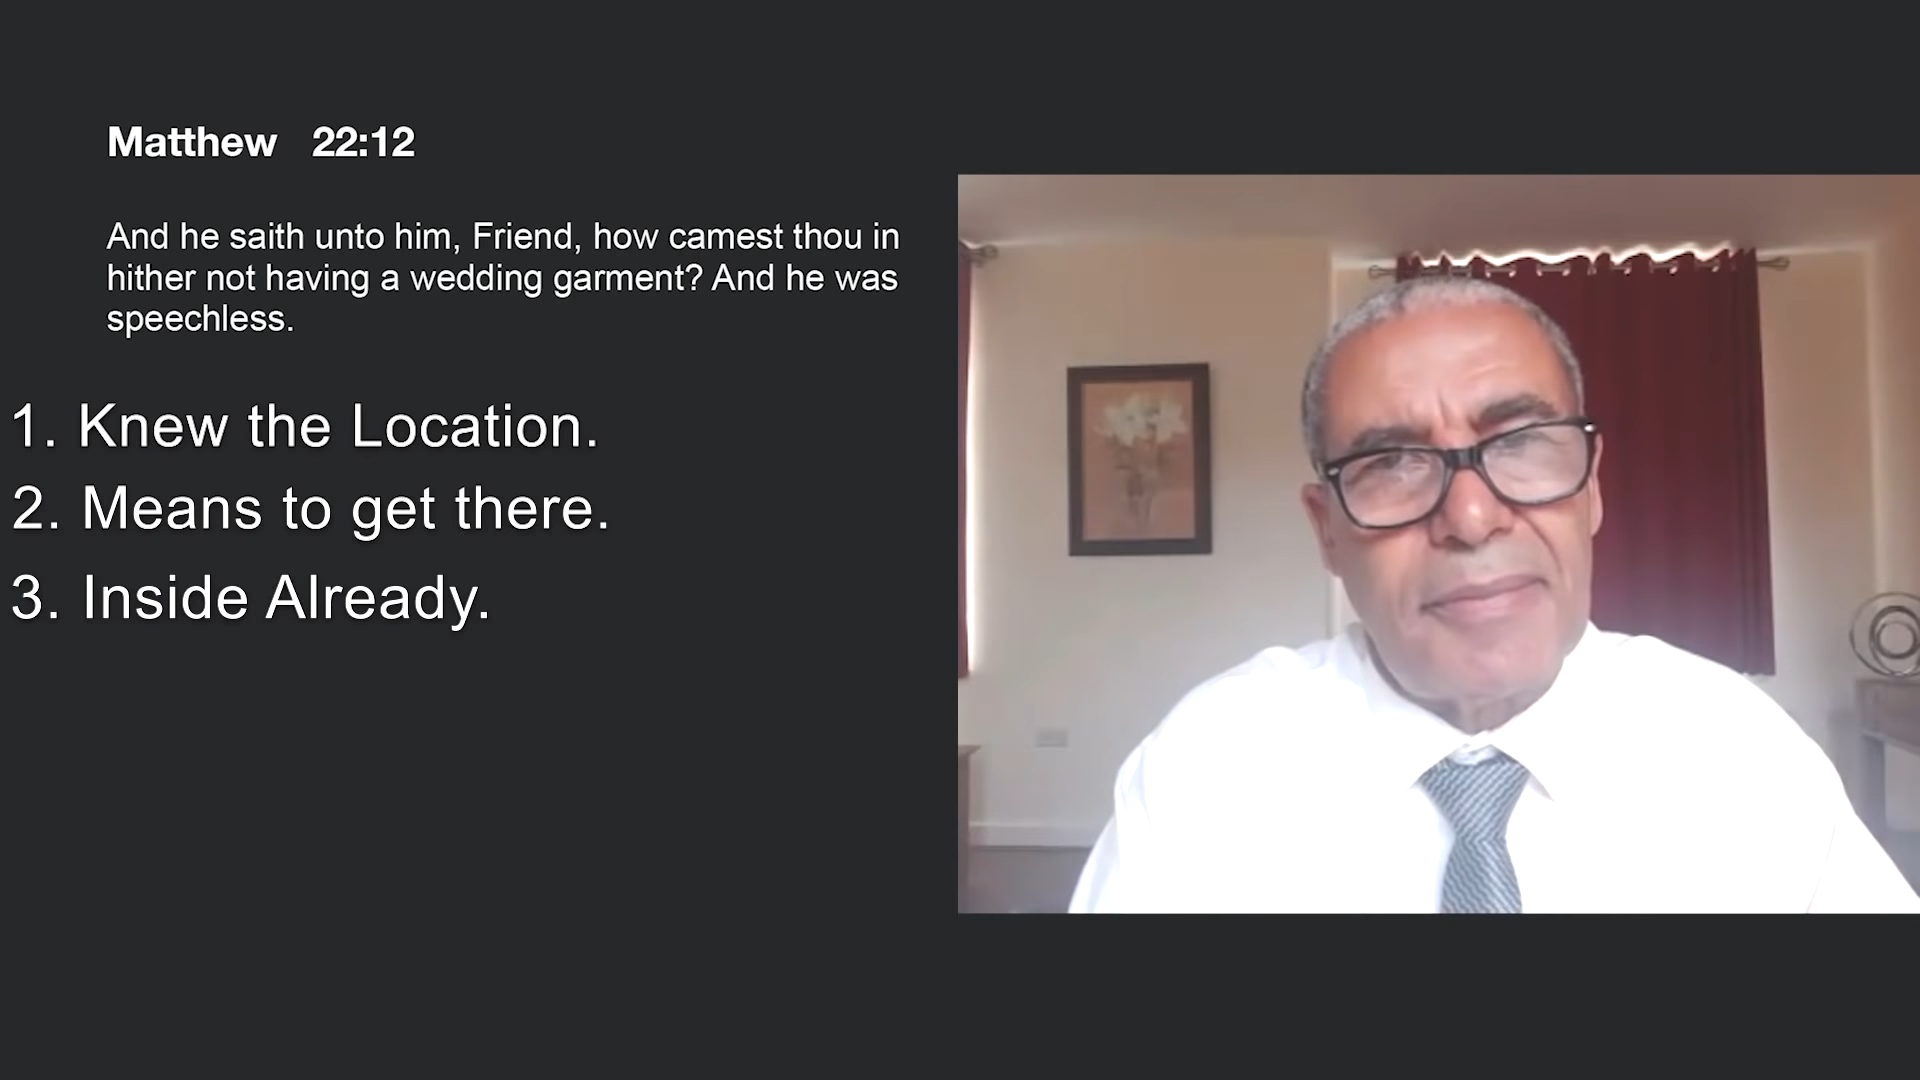 Matthew 22:12
And he saith unto him, Friend, how camest thou in
hither not having a wedding garment? And he was
speechless.
1. Knew the Location.
2. Means to get there.
3. Inside Already.